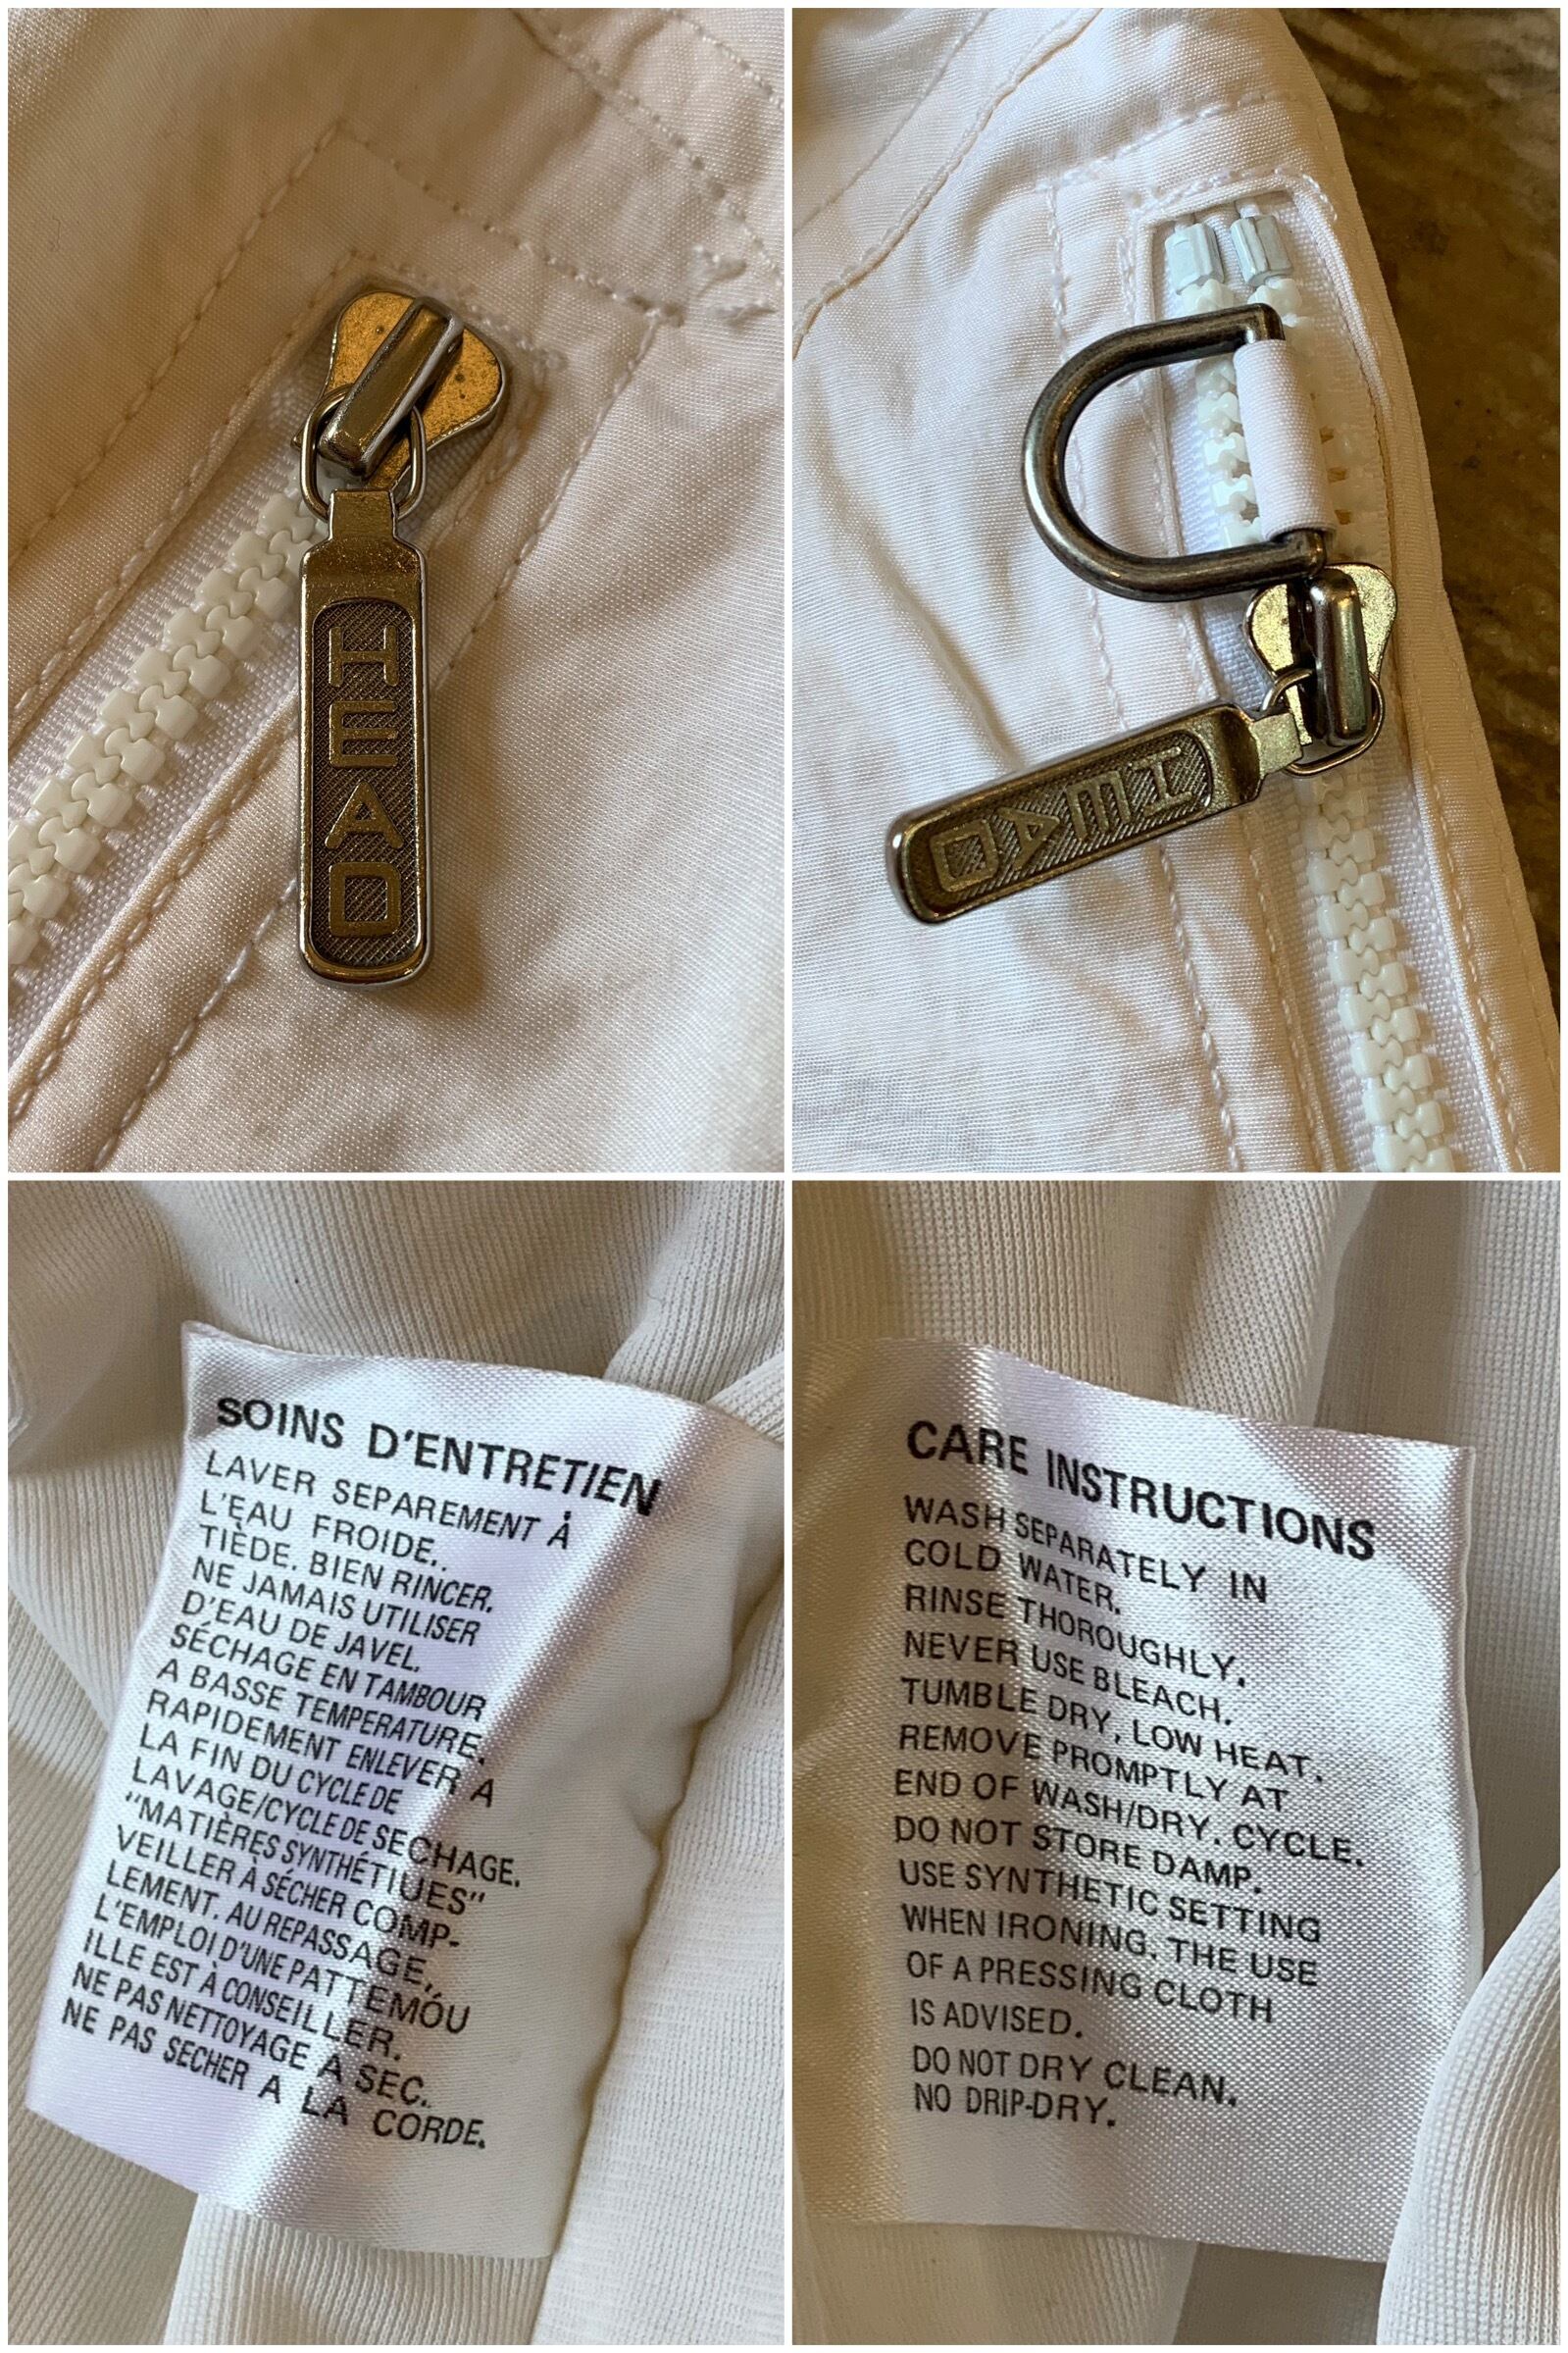 HEAD
HEAD
SOINS D'ENTRETIEN
LAVER SEPAREMENT À
L'EAU FROIDE.
TIÈDE. BIEN RINCER.
NE JAMAIS UTILISER
D'EAU DE JAVEL.
SÉCHAGE EN TAMBOUR
A BASSE TEMPERATURE.
RAPIDEMENT ENLEVER A
LA FIN DU CYCLE DE
LAVAGE/CYCLE DE SECHAGE.
"MATIÈRES SYNTHÉTIUES"
VEILLER À SÉCHER COMP-
LEMENT. AU REPASSAGE,
L'EMPLOI D'UNE PATTEMOU
ILLE EST À CONSEILLER.
NE PAS NETTOYAGE A SEC.
NE PAS SECHER A LA CORDE.
CARE INSTRUCTIONS
WASH SEPARATELY IN
COLD WATER.
RINSE THOROUGHLY.
NEVER USE BLEACH.
TUMBLE DRY, LOW HEAT.
REMOVE PROMPTLY AT
END OF WASH/DRY. CYCLE.
DO NOT STORE DAMP.
USE SYNTHETIC SETTING
WHEN IRONING. THE USE
OF A PRESSING CLOTH
IS ADVISED.
DO NOT DRY CLEAN.
NO DRIP-DRY.